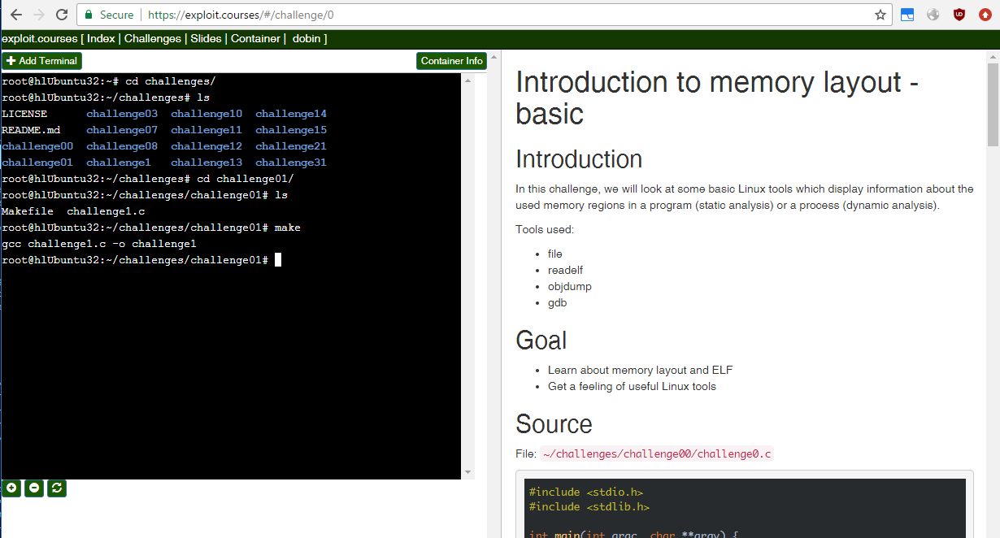 Secure https://exploit.courses/#/challenge/0
exploit.courses [ Index | Challenges | Slides | Container | dobin ]
Add Terminal
Container Info
root@hlUbuntu32:~# cd challenges/
root@hlUbuntu32:~/challenges# ls
LICENSE challenge03 challenge10 challenge14
README.md challenge07 challenge11 challenge15
challenge00 challenge08 challenge12 challenge21
challenge01 challenge1 challenge13 challenge31
root@hlUbuntu32:~/challenges# cd challenge01/
root@hlUbuntu32:~/challenges/challenge01# ls
Makefile challenge1.c
root@hlUbuntu32:~/challenges/challenge01# make
gcc challenge1.c -o challenge1
root@hlUbuntu32:~/challenges/challenge01#
Introduction to memory layout -
basic
Introduction
In this challenge, we will look at some basic Linux tools which display information about the
used memory regions in a program (static analysis) or a process (dynamic analysis).
Tools used:
• file
• readelf
• objdump
• gdb
Goal
• Learn about memory layout and ELF
• Get a feeling of useful Linux tools
Source
File: ~/challenges/challenge00/challenge0.c
#include <stdio.h>
#include <stdlib.h>
int main(int argc, char **argv) {